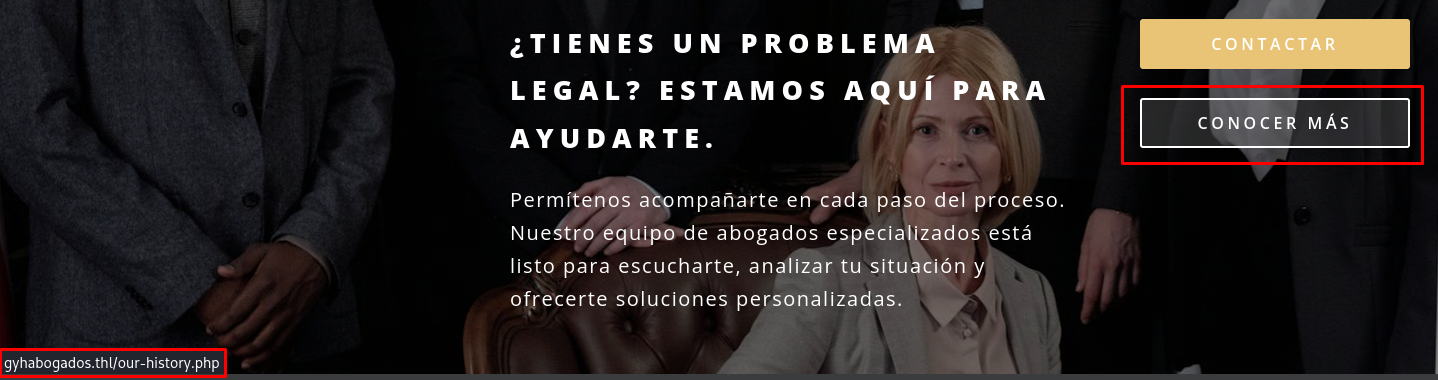 ¿TIENES UN PROBLEMA
LEGAL? ESTAMOS AQUÍ PARA
AYUDARTE.
Permítenos acompañarte en cada paso del proceso.
Nuestro equipo de abogados especializados está
listo para escucharte, analizar tu situación y
ofrecerte soluciones personalizadas.
CONTACTAR
CONOCER MÁS
gyhabogados.thl/our-history.php